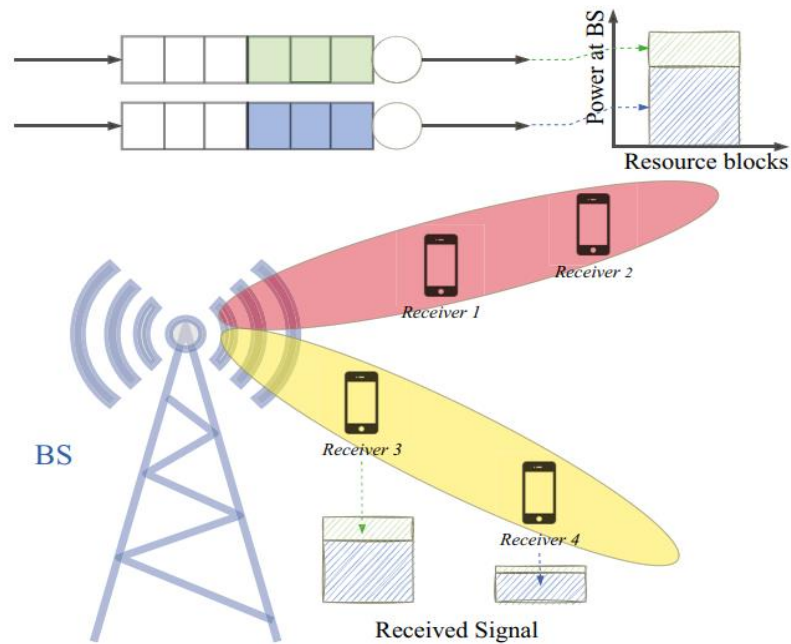 Power at BS
Resource blocks
Receiver 2
Receiver 1
BS
Receiver 3
Receiver 4
Received Signal